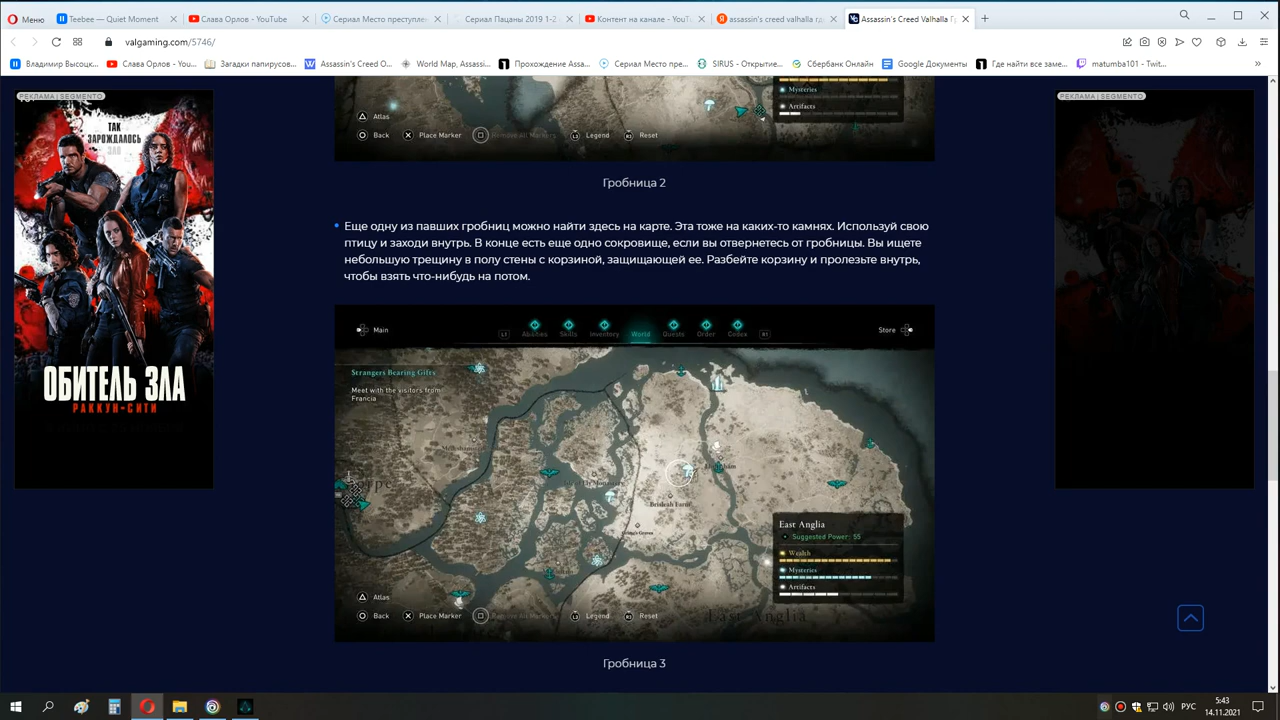 Меню
Teebee — Quiet Moment
Слава Орлов - YouTube
Сериал Место преступлен
Сериал Пацаны 2019 1-2 -
Контент на канале - YouTu
assassin's creed valhalla гд
Assassin's Creed Valhalla Г
valgaming.com/5746/
Владимир Высоцк...
Слава Орлов - YouT...
Загадки папирусов...
Assassin's Creed O...
World Map, Assassi...
Прохождение Assa...
Сериал Место пре...
SIRUS - Открытие...
Сбербанк Онлайн
Google Документы
Где найти все заме...
matumba101 - Twit...
РЕКЛАМА | SEGMENTO
ТАК
ЗАРОЖДАЛОСЬ
ЗЛО
ОБИТЕЛЬ ЗЛА
РАККУН-СИТИ
РЕКЛАМА | SEGMENTO
Mysteries
Artifacts
Atlas
Back
Place Marker
Remove All Markers
Legend
Reset
Гробница 2
Еще одну из павших гробниц можно найти здесь на карте. Эта тоже на каких-то камнях. Используй свою
птицу и заходи внутрь. В конце есть еще одно сокровище, если вы отвернетесь от гробницы. Вы ищете
небольшую трещину в полу стены с корзиной, защищающей ее. Разбейте корзину и пролезьте внутрь,
чтобы взять что-нибудь на потом.
Main
L1
Abilities
Skills
Inventory
World
Quests
Order
Codex
R1
Store
Strangers Bearing Gifts
Meet with the visitors from
Francia
Brisleah Farm
East Anglia
Suggested Power: 55
Wealth
Mysteries
Artifacts
East Anglia
Atlas
Back
Place Marker
Remove All Markers
Legend
Reset
Гробница 3
РУС
5:43
14.11.2021